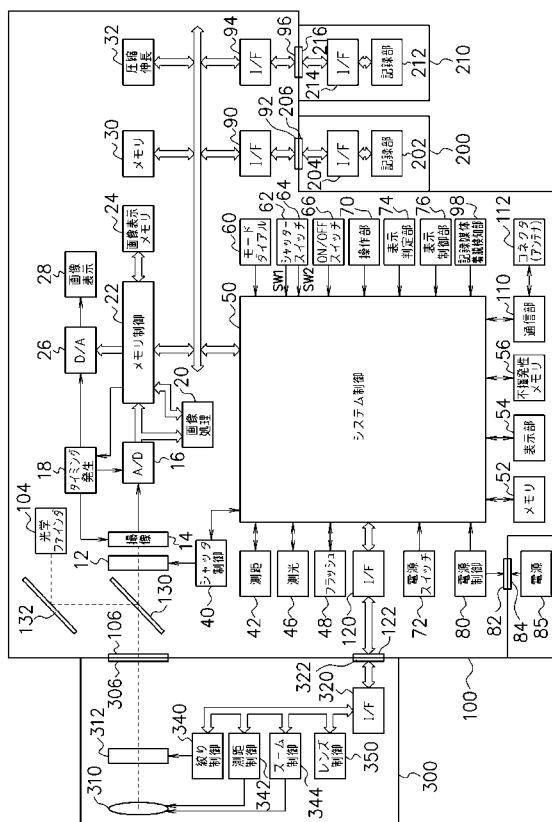 32
圧縮
伸長
94
I/F
96
216
214
I/F
記録部
212
210
30
メモリ
90
I/F
92
206
204
I/F
記録部
202
200
24
画像表示
メモリ
28
画像
表示
22
メモリ制御
26
D/A
20
画像
処理
18
タイミング
発生
A/D
16
104
光学
ファインダ
撮像
14
12
シャッタ
制御
40
132
130
106
306
312
310
60
モード
ダイアル
62
シャッター
スイッチ
64
SW1
SW2
66
ON/OFF
スイッチ
70
操作部
74
表示
判定部
76
表示
制御部
98
記録媒体
着脱検知部
112
コネクタ
(アンテナ)
50
システム制御
110
通信部
56
不揮発性
メモリ
54
表示部
52
メモリ
測距
42
測光
46
フラッシュ
48
I/F
120
電源
スイッチ
72
電源
制御
80
82
84
電源
85
122
322
320
I/F
100
340
絞り
制御
342
測距
制御
344
ズーム
制御
レンズ
制御
350
300